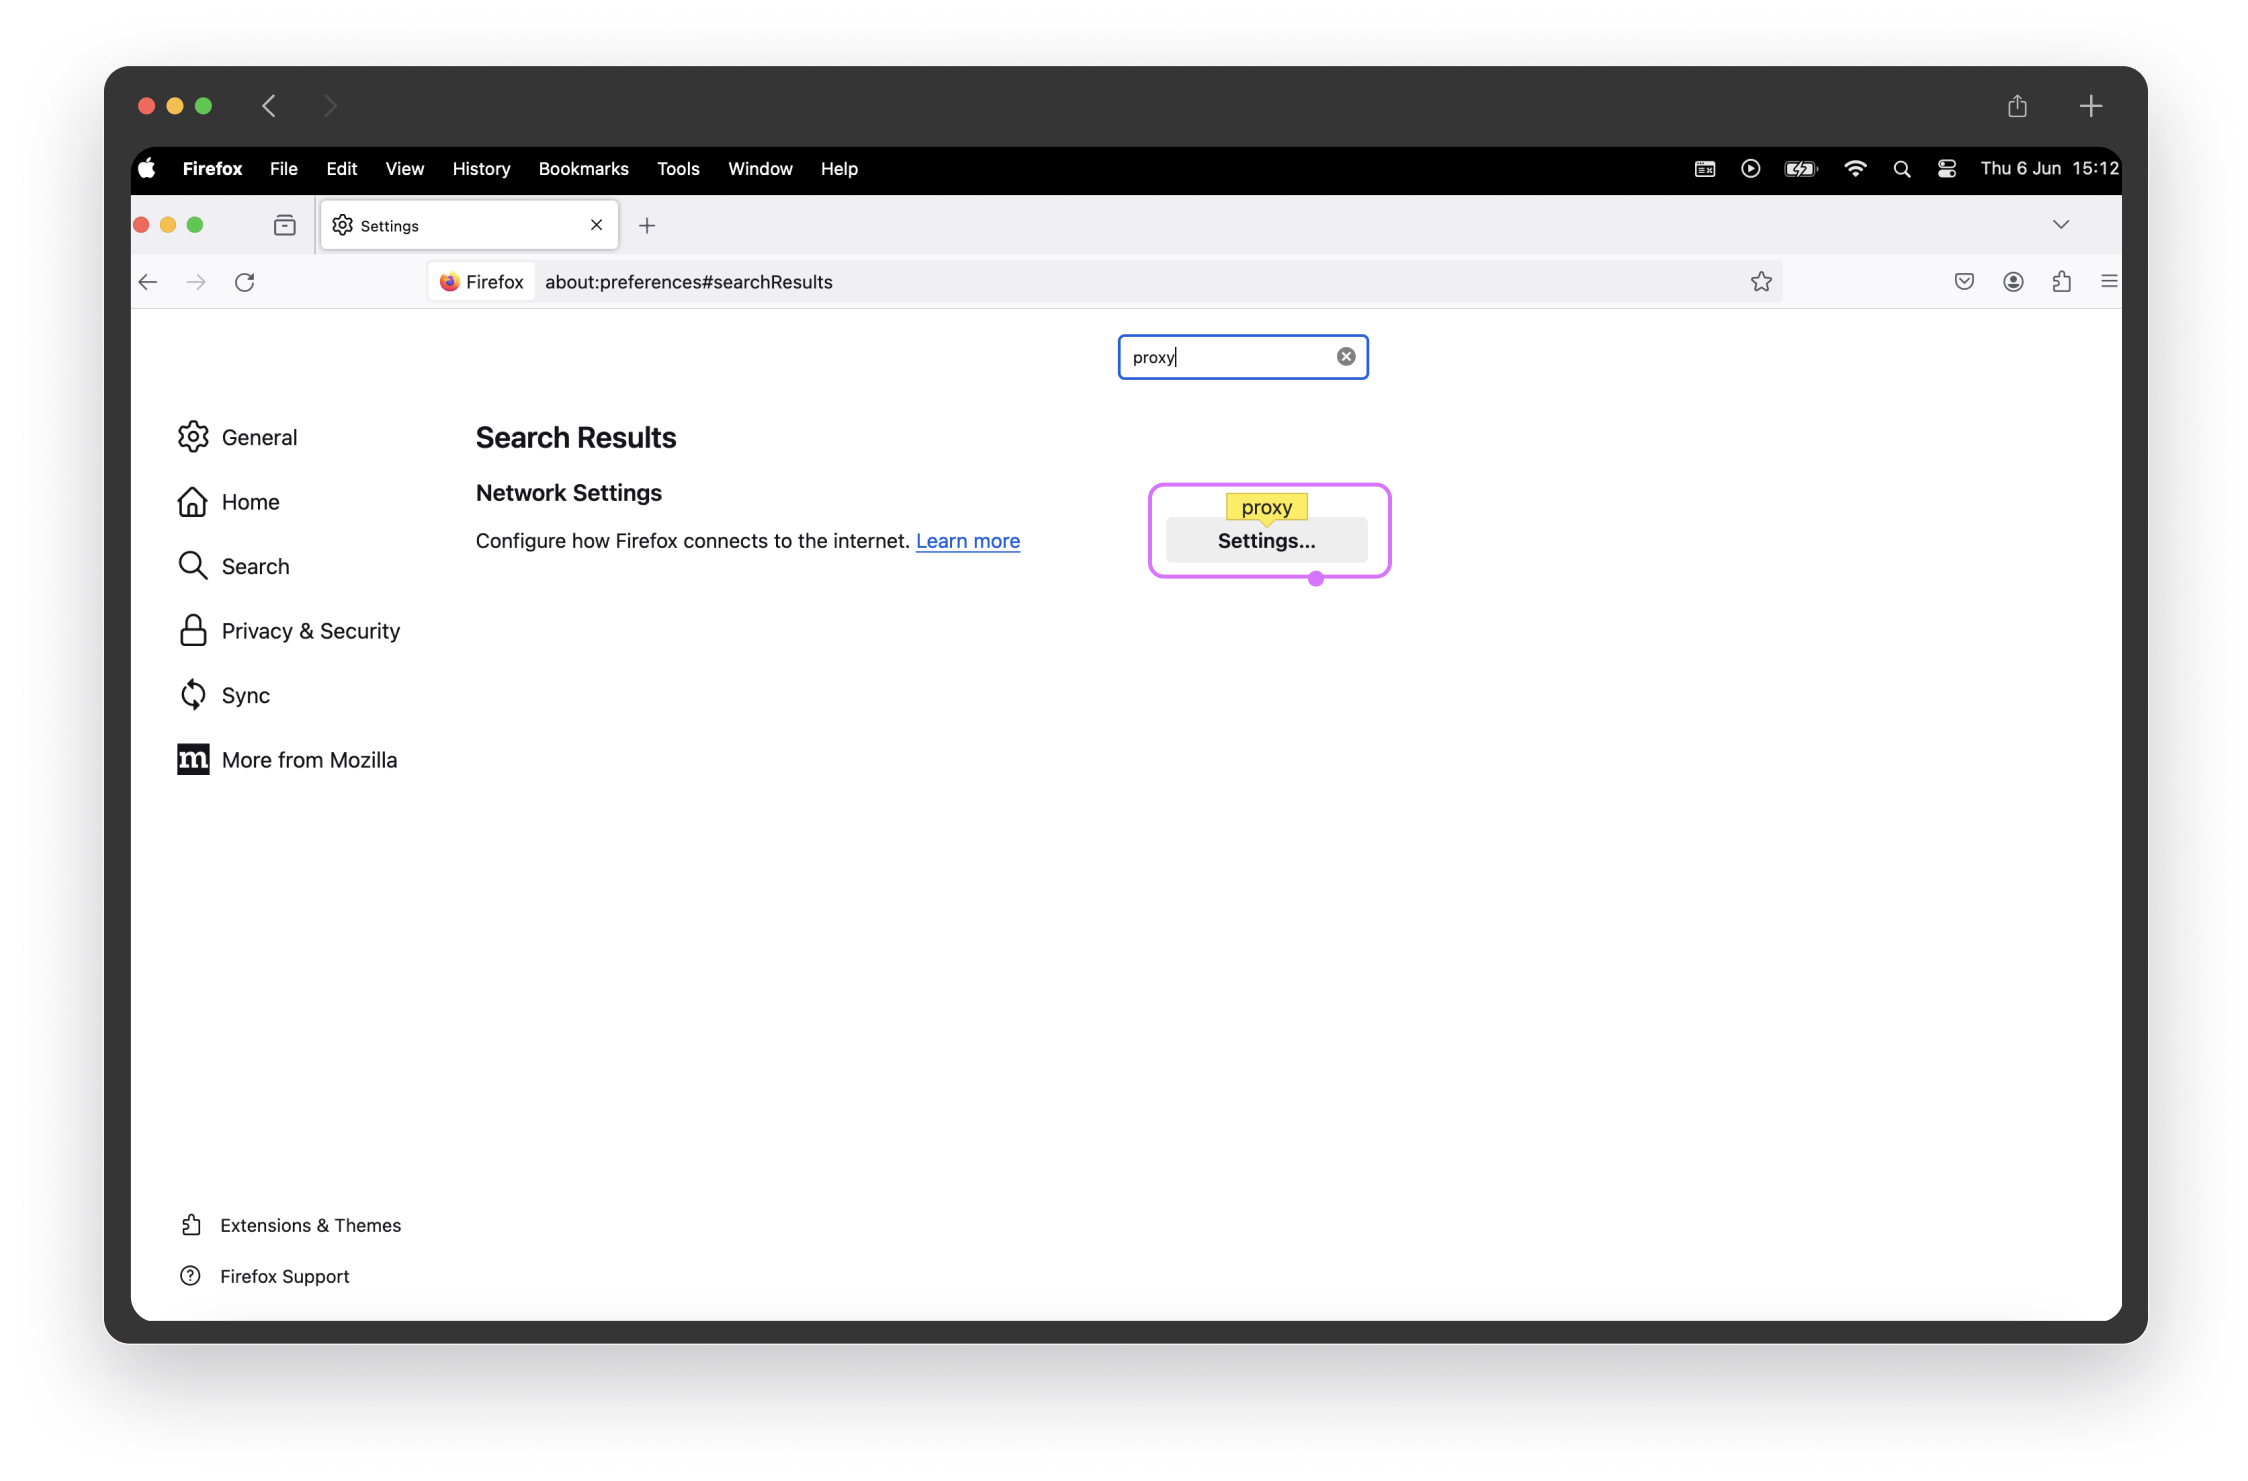 Firefox File Edit View History Bookmarks Tools Window Help Thu 6 Jun 15:12
Settings
Firefox about:preferences#searchResults
proxy
General
Home
Search
Privacy & Security
Sync
m More from Mozilla
Search Results
Network Settings
proxy
Configure how Firefox connects to the internet. Learn more Settings...
Extensions & Themes
Firefox Support